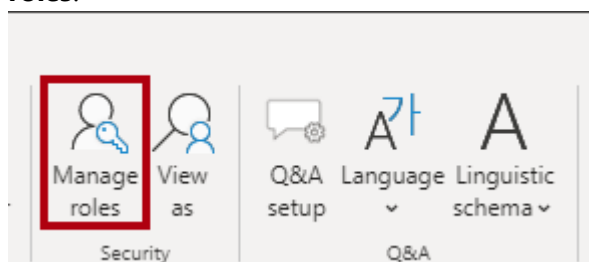 roles.
Manage
roles
View
as
Q&A
setup
Language
Linguistic
schema
Security
Q&A